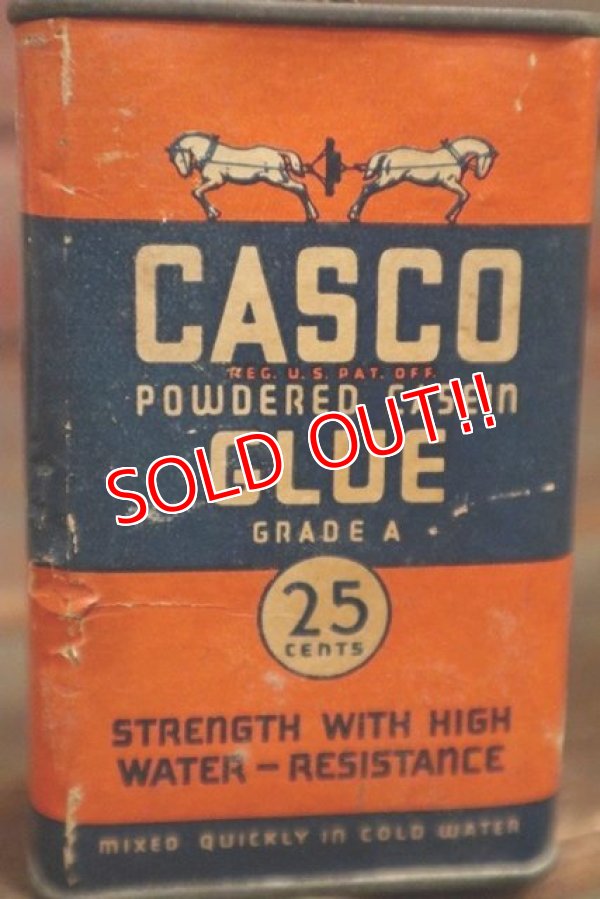 CASCO
REG. U. S. PAT. OFF.
POWDERED CASEIN
GLUE
SOLD OUT!!
GRADE A
25
CENTS
STRENGTH WITH HIGH
WATER-RESISTANCE
MIXED QUICKLY IN COLD WATER